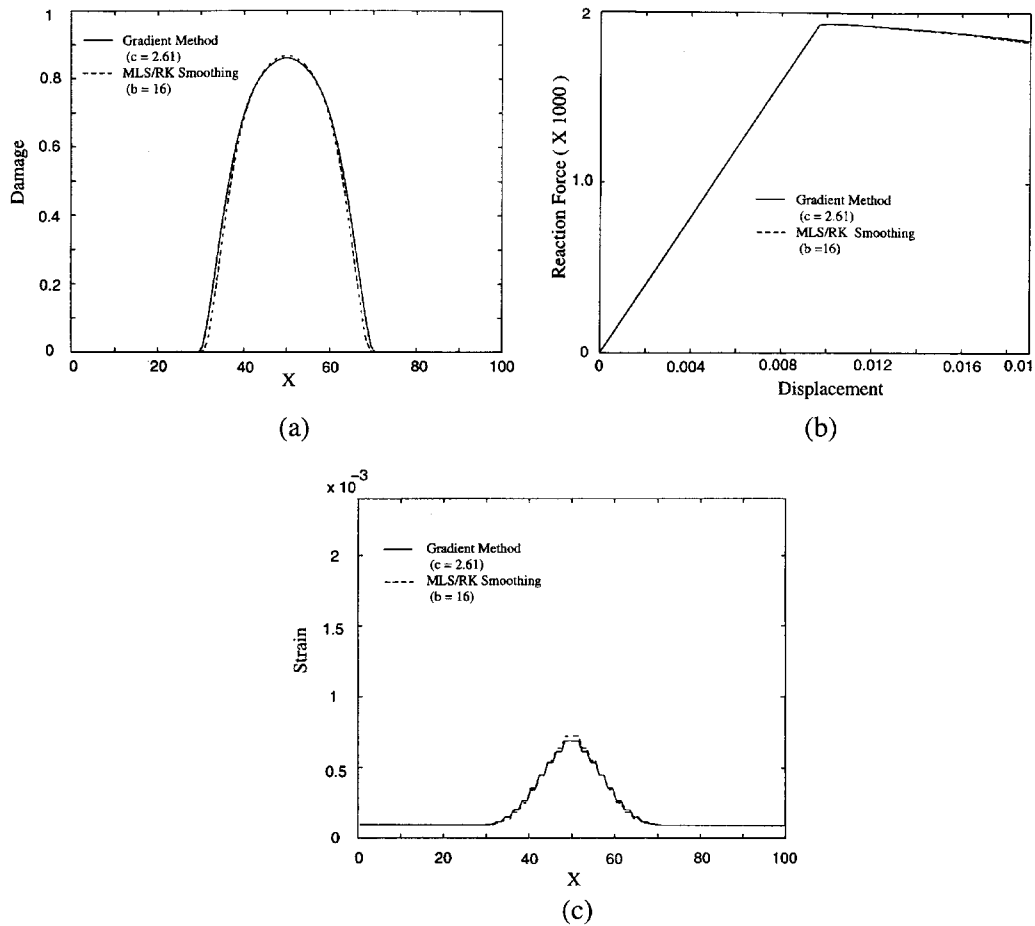 1
0.8
0.6
0.4
0.2
0
Damage
Gradient Method
(c = 2.61)
MLS/RK Smoothing
(b = 16)
0 20 40 60 80 100
X
(a)
2
1.0
0
Reaction Force ( X 1000 )
Gradient Method
(c = 2.61)
MLS/RK Smoothing
(b =16)
0 0.004 0.008 0.012 0.016 0.01
Displacement
(b)
x 10⁻³
2
1.5
1
0.5
0
Strain
Gradient Method
(c = 2.61)
MLS/RK Smoothing
(b = 16)
0 20 40 60 80 100
X
(c)